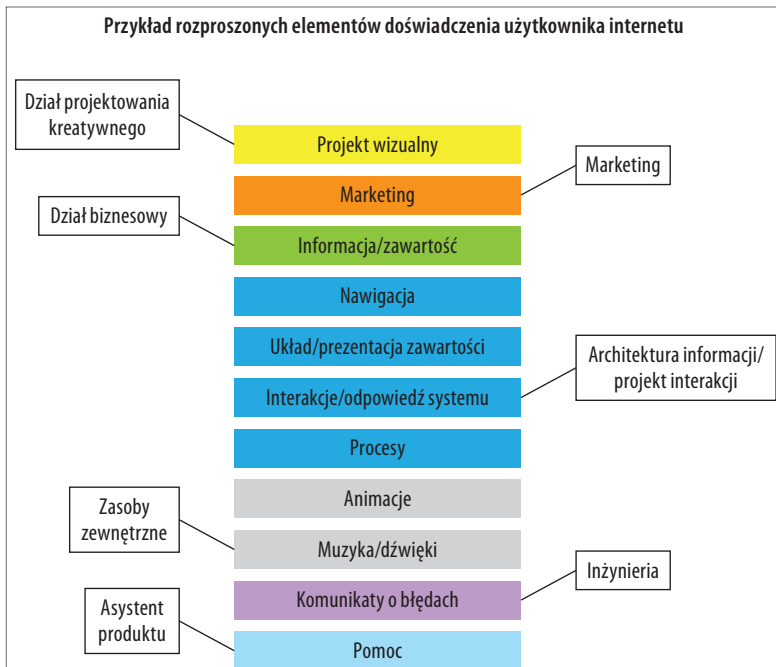 Przykład rozproszonych elementów doświadczenia użytkownika internetu
Dział projektowania
kreatywnego
Projekt wizualny
Marketing
Marketing
Dział biznesowy
Informacja/zawartość
Nawigacja
Układ/prezentacja zawartości
Architektura informacji/
projekt interakcji
Interakcje/odpowiedź systemu
Procesy
Animacje
Zasoby
zewnętrzne
Muzyka/dźwięki
Inżynieria
Komunikaty o błędach
Asystent
produktu
Pomoc